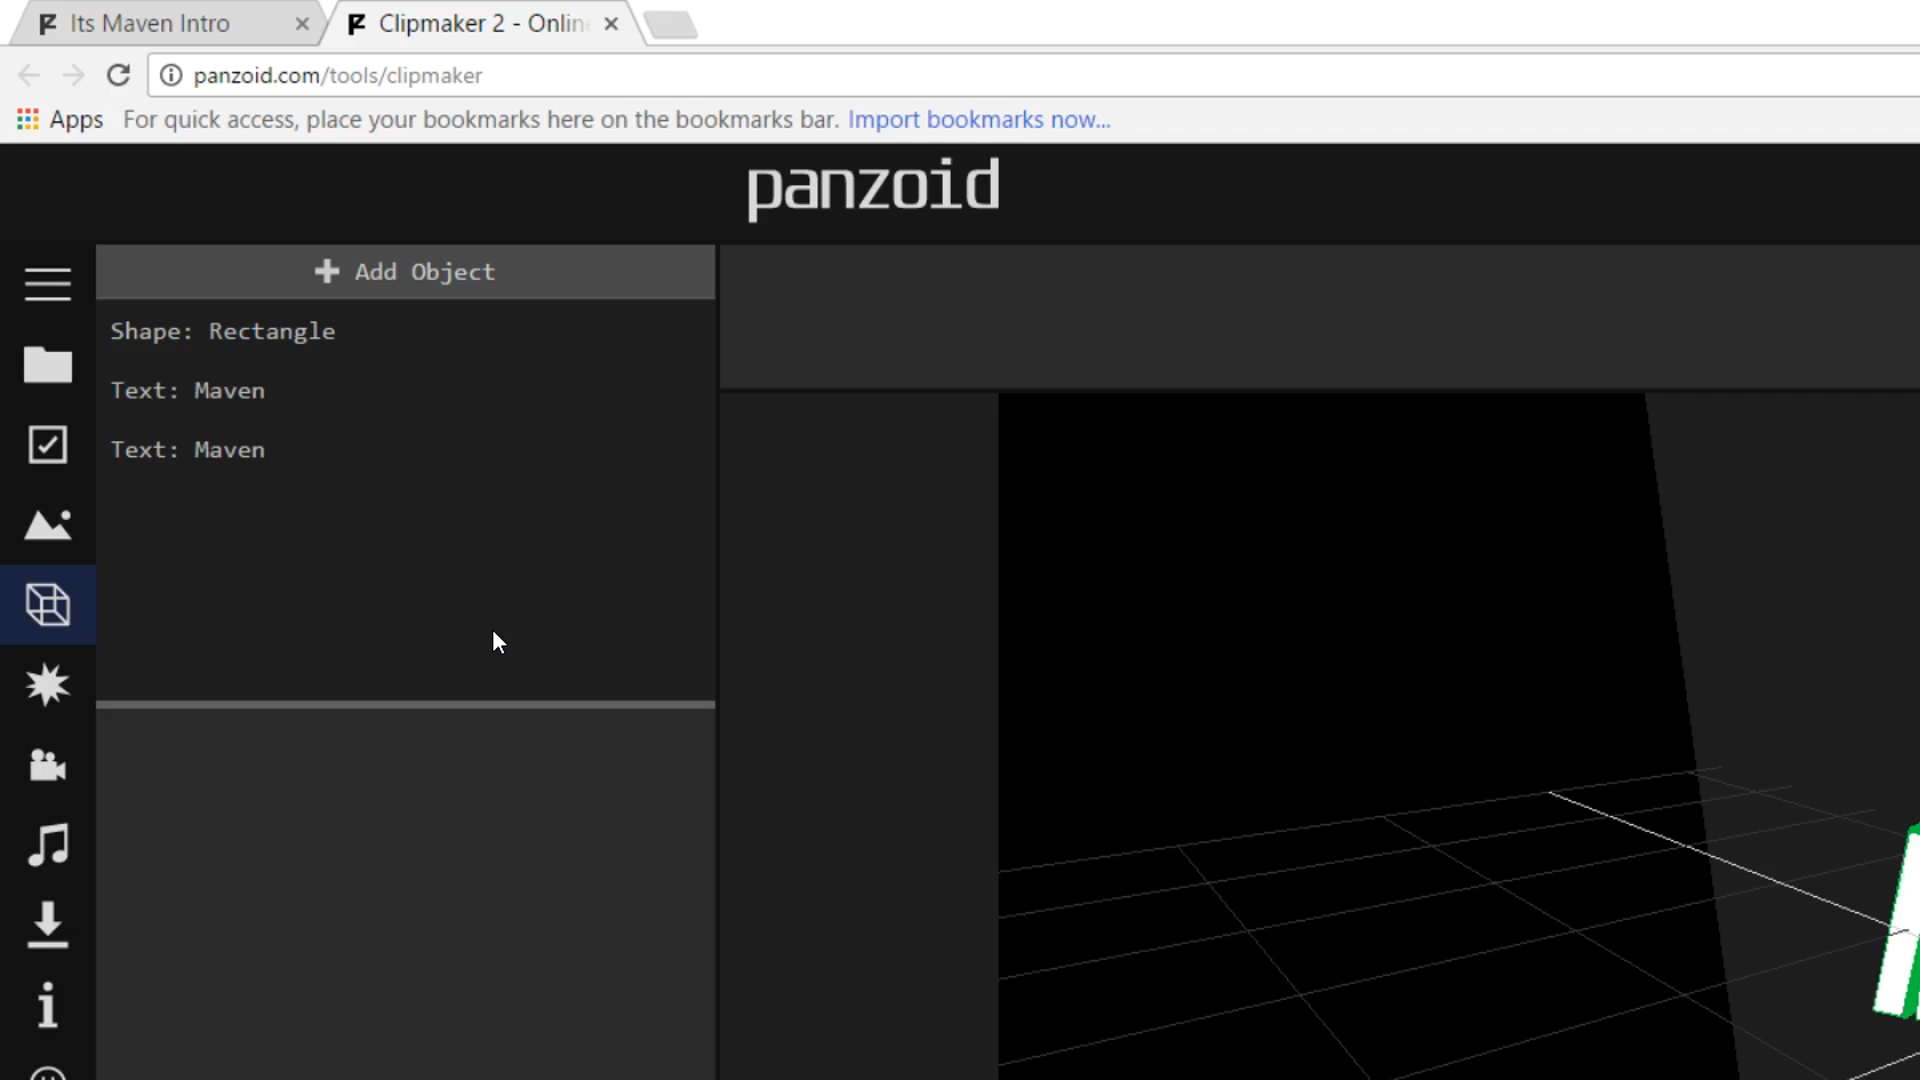 Its Maven Intro
Clipmaker 2 - Onlin
panzoid.com/tools/clipmaker
Apps For quick access, place your bookmarks here on the bookmarks bar. Import bookmarks now...
panzoid
Add Object
Shape: Rectangle
Text: Maven
Text: Maven